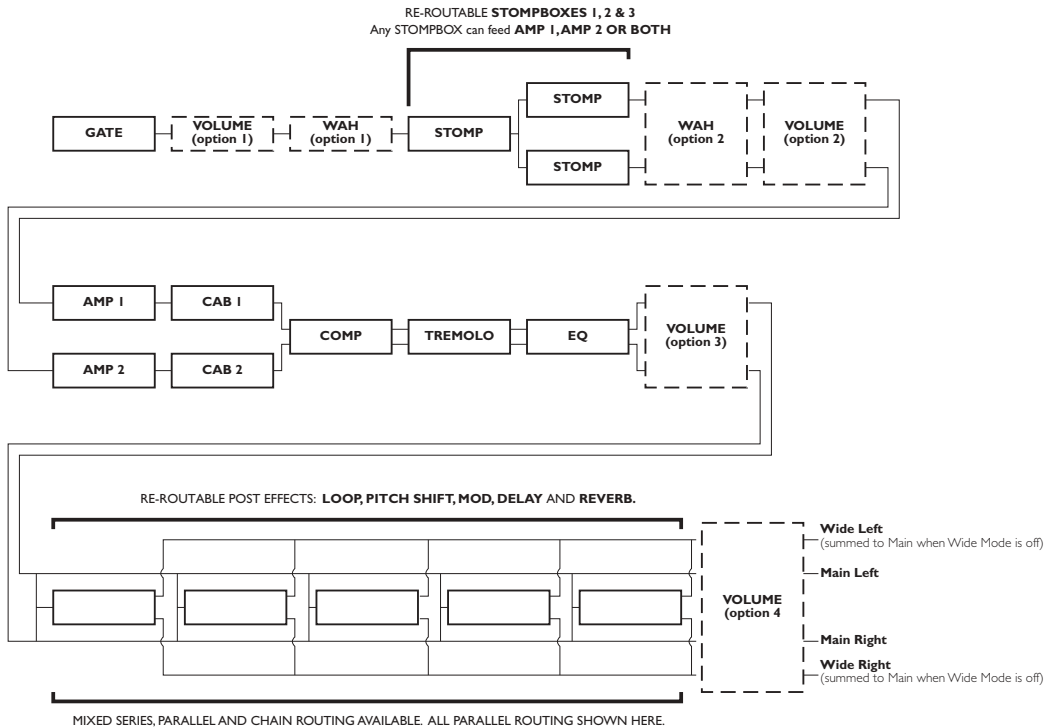 RE-ROUTABLE STOMPBOXES 1, 2 & 3
Any STOMPBOX can feed AMP 1, AMP 2 OR BOTH
STOMP
GATE
VOLUME
(option 1)
WAH
(option 1)
STOMP
WAH
(option 2
VOLUME
(option 2)
STOMP
AMP 1
CAB 1
COMP
TREMOLO
EQ
VOLUME
(option 3)
AMP 2
CAB 2
RE-ROUTABLE POST EFFECTS: LOOP, PITCH SHIFT, MOD, DELAY AND REVERB.
Wide Left
(summed to Main when Wide Mode is off)
Main Left
VOLUME
(option 4
Main Right
Wide Right
(summed to Main when Wide Mode is off)
MIXED SERIES, PARALLEL AND CHAIN ROUTING AVAILABLE. ALL PARALLEL ROUTING SHOWN HERE.